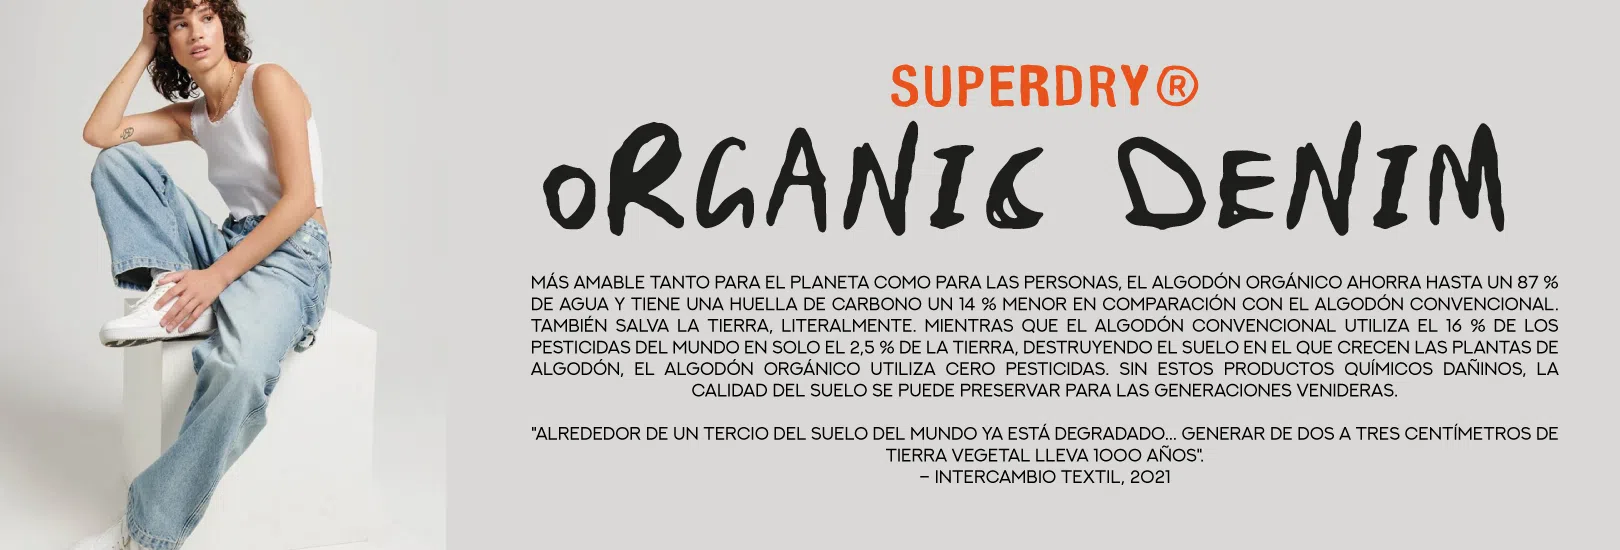 SUPERDRY®
ORGANIC DENIM
MÁS AMABLE TANTO PARA EL PLANETA COMO PARA LAS PERSONAS, EL ALGODÓN ORGÁNICO AHORRA HASTA UN 87 %
DE AGUA Y TIENE UNA HUELLA DE CARBONO UN 14 % MENOR EN COMPARACIÓN CON EL ALGODÓN CONVENCIONAL.
TAMBIÉN SALVA LA TIERRA, LITERALMENTE. MIENTRAS QUE EL ALGODÓN CONVENCIONAL UTILIZA EL 16 % DE LOS
PESTICIDAS DEL MUNDO EN SOLO EL 2,5 % DE LA TIERRA, DESTRUYENDO EL SUELO EN EL QUE CRECEN LAS PLANTAS DE
ALGODÓN, EL ALGODÓN ORGÁNICO UTILIZA CERO PESTICIDAS. SIN ESTOS PRODUCTOS QUÍMICOS DAÑINOS, LA
CALIDAD DEL SUELO SE PUEDE PRESERVAR PARA LAS GENERACIONES VENIDERAS.
"ALREDEDOR DE UN TERCIO DEL SUELO DEL MUNDO YA ESTÁ DEGRADADO... GENERAR DE DOS A TRES CENTÍMETROS DE
TIERRA VEGETAL LLEVA 1000 AÑOS".
– INTERCAMBIO TEXTIL, 2021